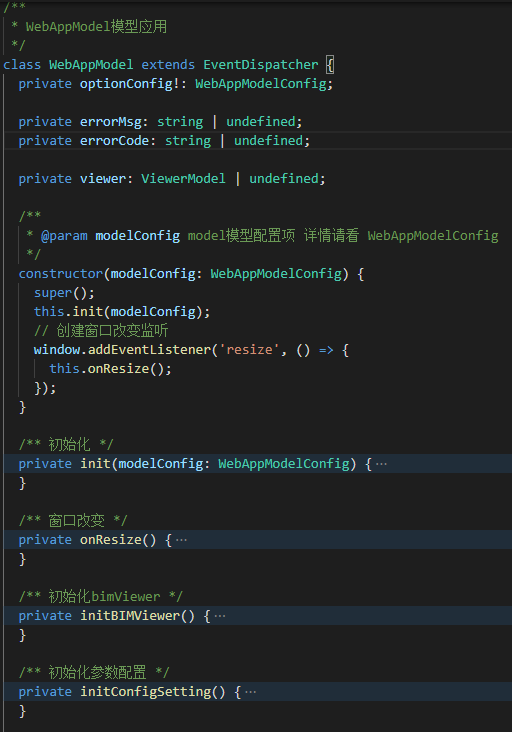 /**
 * WebAppModel模型应用
 */
class WebAppModel extends EventDispatcher {
  private optionConfig!: WebAppModelConfig;
  private errorMsg: string | undefined;
  private errorCode: string | undefined;
  private viewer: ViewerModel | undefined;
  /**
   * @param modelConfig model模型配置项 详情请看 WebAppModelConfig
   */
  constructor(modelConfig: WebAppModelConfig) {
    super();
    this.init(modelConfig);
    // 创建窗口改变监听
    window.addEventListener('resize', () => {
      this.onResize();
    });
  }
  /** 初始化 */
  private init(modelConfig: WebAppModelConfig) {···
  }
  /** 窗口改变 */
  private onResize() {···
  }
  /** 初始化bimViewer */
  private initBIMViewer() {···
  }
  /** 初始化参数配置 */
  private initConfigSetting() {···
  }